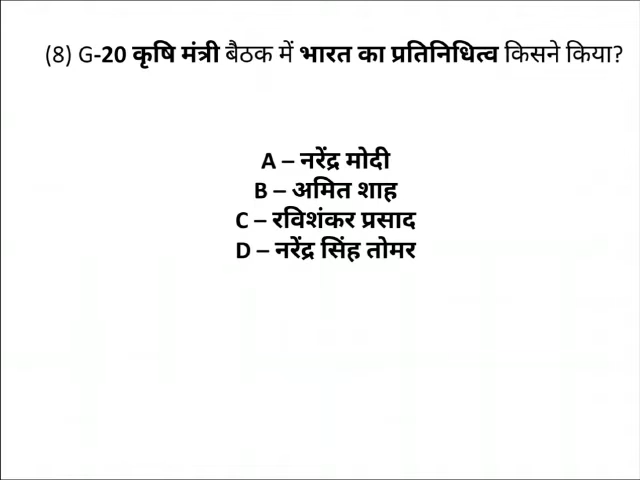 (8) G-20 कृषि मंत्री बैठक में भारत का प्रतिनिधित्व किसने किया?
A – नरेंद्र मोदी
B – अमित शाह
C – रविशंकर प्रसाद
D – नरेंद्र सिंह तोमर